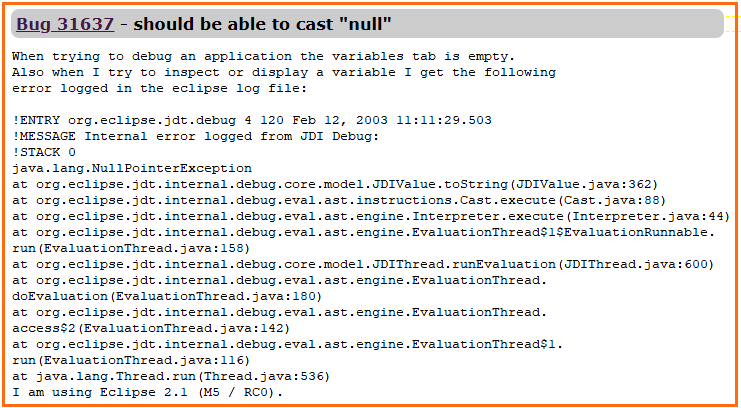 Bug 31637 - should be able to cast "null"
When trying to debug an application the variables tab is empty.
Also when I try to inspect or display a variable I get the following
error logged in the eclipse log file:
!ENTRY org.eclipse.jdt.debug 4 120 Feb 12, 2003 11:11:29.503
!MESSAGE Internal error logged from JDI Debug:
!STACK 0
java.lang.NullPointerException
at org.eclipse.jdt.internal.debug.core.model.JDIValue.toString(JDIValue.java:362)
at org.eclipse.jdt.internal.debug.eval.ast.instructions.Cast.execute(Cast.java:88)
at org.eclipse.jdt.internal.debug.eval.ast.engine.Interpreter.execute(Interpreter.java:44)
at org.eclipse.jdt.internal.debug.eval.ast.engine.EvaluationThread$1$EvaluationRunnable.
run(EvaluationThread.java:158)
at org.eclipse.jdt.internal.debug.core.model.JDIThread.runEvaluation(JDIThread.java:600)
at org.eclipse.jdt.internal.debug.eval.ast.engine.EvaluationThread.
doEvaluation(EvaluationThread.java:180)
at org.eclipse.jdt.internal.debug.eval.ast.engine.EvaluationThread.
access$2(EvaluationThread.java:142)
at org.eclipse.jdt.internal.debug.eval.ast.engine.EvaluationThread$1.
run(EvaluationThread.java:116)
at java.lang.Thread.run(Thread.java:536)
I am using Eclipse 2.1 (M5 / RC0).